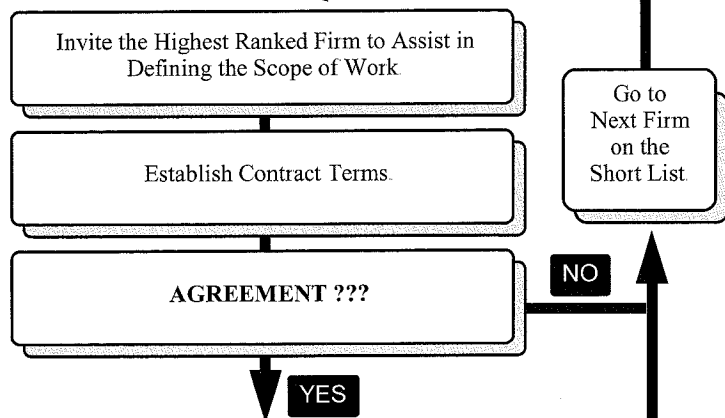 Invite the Highest Ranked Firm to Assist in
Defining the Scope of Work.
Establish Contract Terms.
AGREEMENT ???
NO
YES
Go to
Next Firm
on the
Short List.